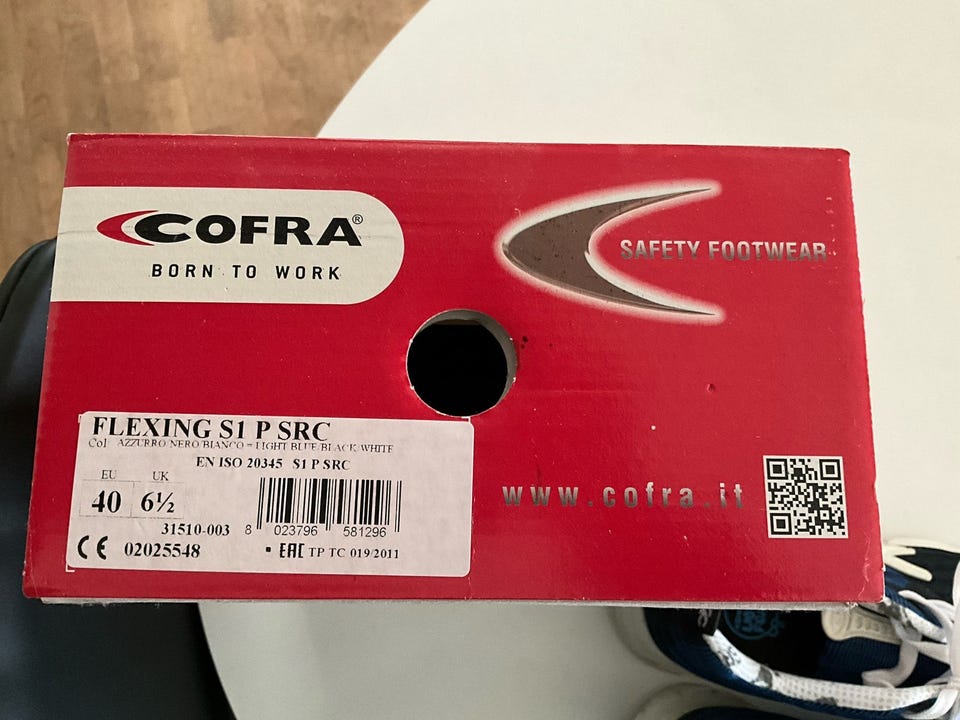 COFRA®
BORN TO WORK
SAFETY FOOTWEAR
FLEXING S1 P SRC
Col AZZURRO/NERO/BIANCO = LIGHT BLUE/BLACK/WHITE
EN ISO 20345 S1 P SRC
EU UK
40 6½
31510-003
8 023796 581296
CE 02025548
• EAC TP TC 019/2011
www.cofra.it